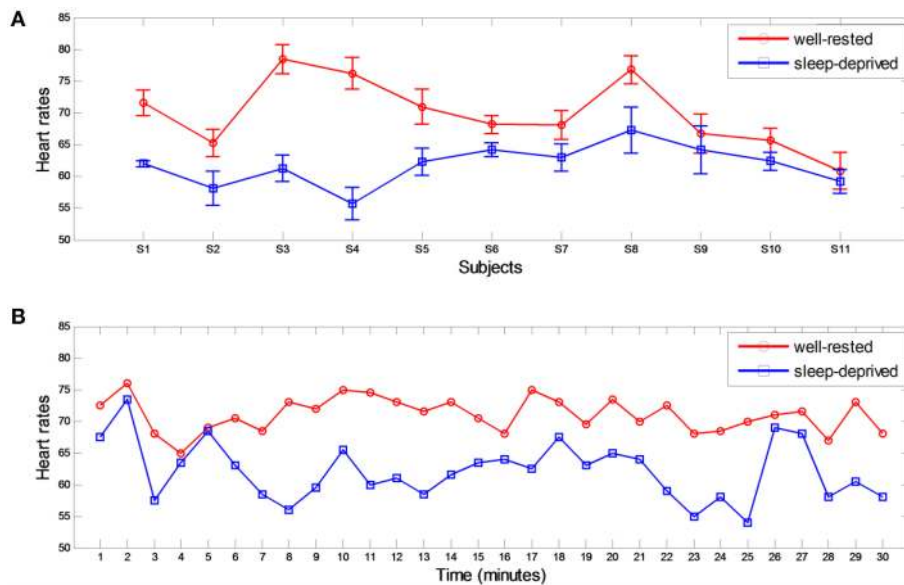 A
85
80
75
70
65
60
55
50
Heart rates
well-rested
sleep-deprived
S1 S2 S3 S4 S5 S6 S7 S8 S9 S10 S11
Subjects
B
85
80
75
70
65
60
55
50
Heart rates
well-rested
sleep-deprived
1 2 3 4 5 6 7 8 9 10 11 12 13 14 15 16 17 18 19 20 21 22 23 24 25 26 27 28 29 30
Time (minutes)